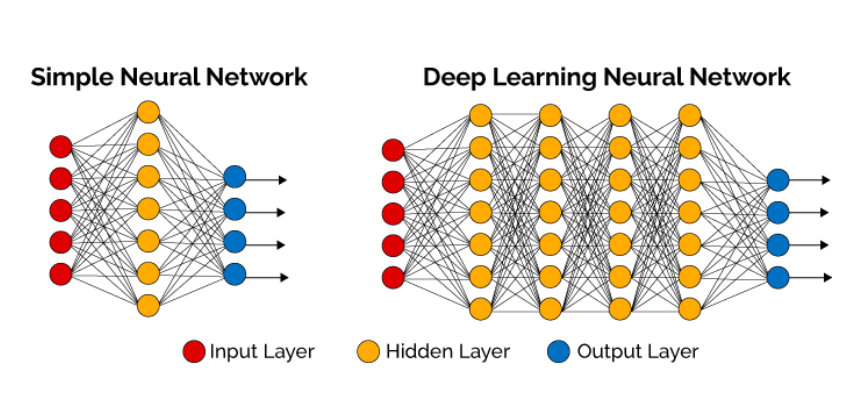 Simple Neural Network
Deep Learning Neural Network
Input Layer
Hidden Layer
Output Layer